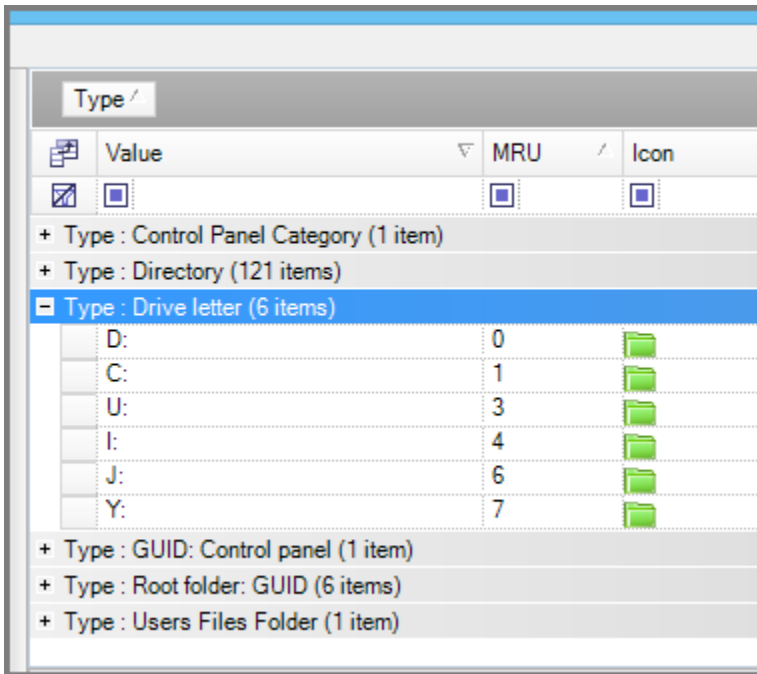 Type
Value MRU Icon
+ Type : Control Panel Category (1 item)
+ Type : Directory (121 items)
− Type : Drive letter (6 items)
D: 0
C: 1
U: 3
I: 4
J: 6
Y: 7
+ Type : GUID: Control panel (1 item)
+ Type : Root folder: GUID (6 items)
+ Type : Users Files Folder (1 item)